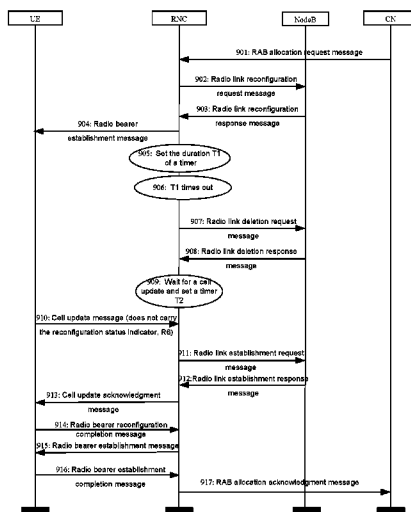 UE
RNC
NodeB
CN
901: RAB allocation request message
902: Radio link reconfiguration
request message
903: Radio link reconfiguration
response message
904: Radio bearer
establishment message
905: Set the duration T1
of a timer
906: T1 times out
907: Radio link deletion request
message
908: Radio link deletion response
message
909: Wait for a cell
update and set a timer
T2
910: Cell update message (does not carry
the reconfiguration status indicator, R6)
911: Radio link establishment request
message
912:Radio link establishment response
message
913: Cell update acknowledgment
message
914: Radio bearer reconfiguration
completion message
915: Radio bearer establishment message
916: Radio bearer establishment
completion message
917: RAB allocation acknowledgment message